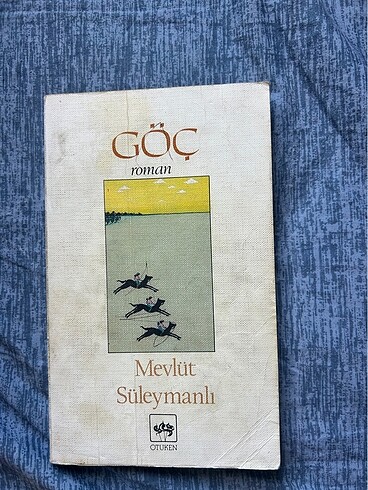 GÖÇ
roman
Mevlüt
Süleymanlı
ÖTÜKEN